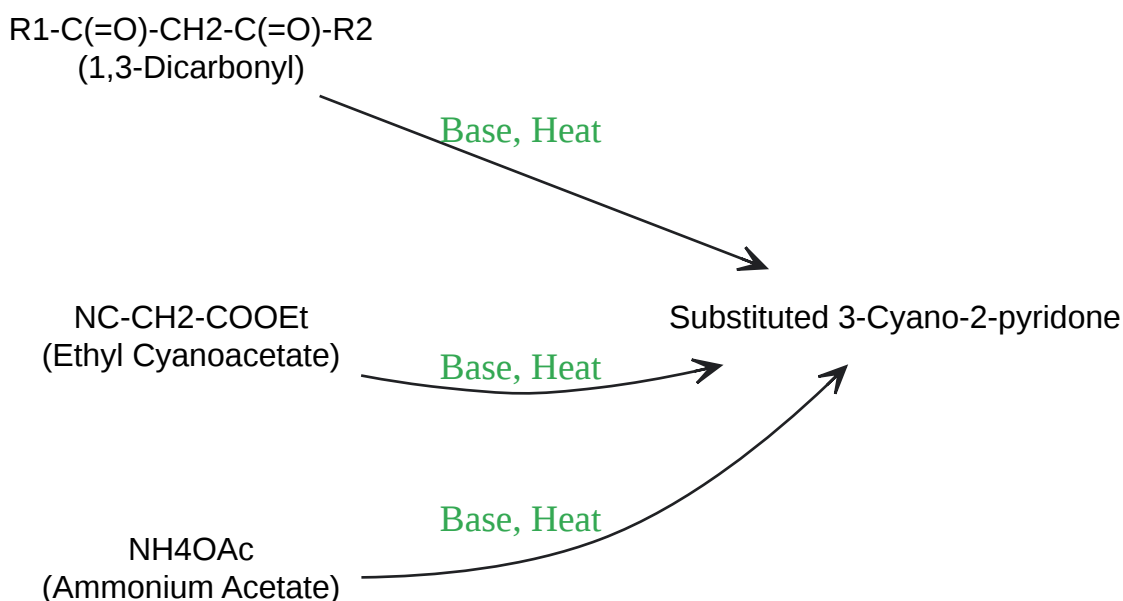 R1-C(=O)-CH2-C(=O)-R2
(1,3-Dicarbonyl)
Base, Heat
NC-CH2-COOEt
(Ethyl Cyanoacetate)
Base, Heat
Substituted 3-Cyano-2-pyridone
Base, Heat
NH4OAc
(Ammonium Acetate)